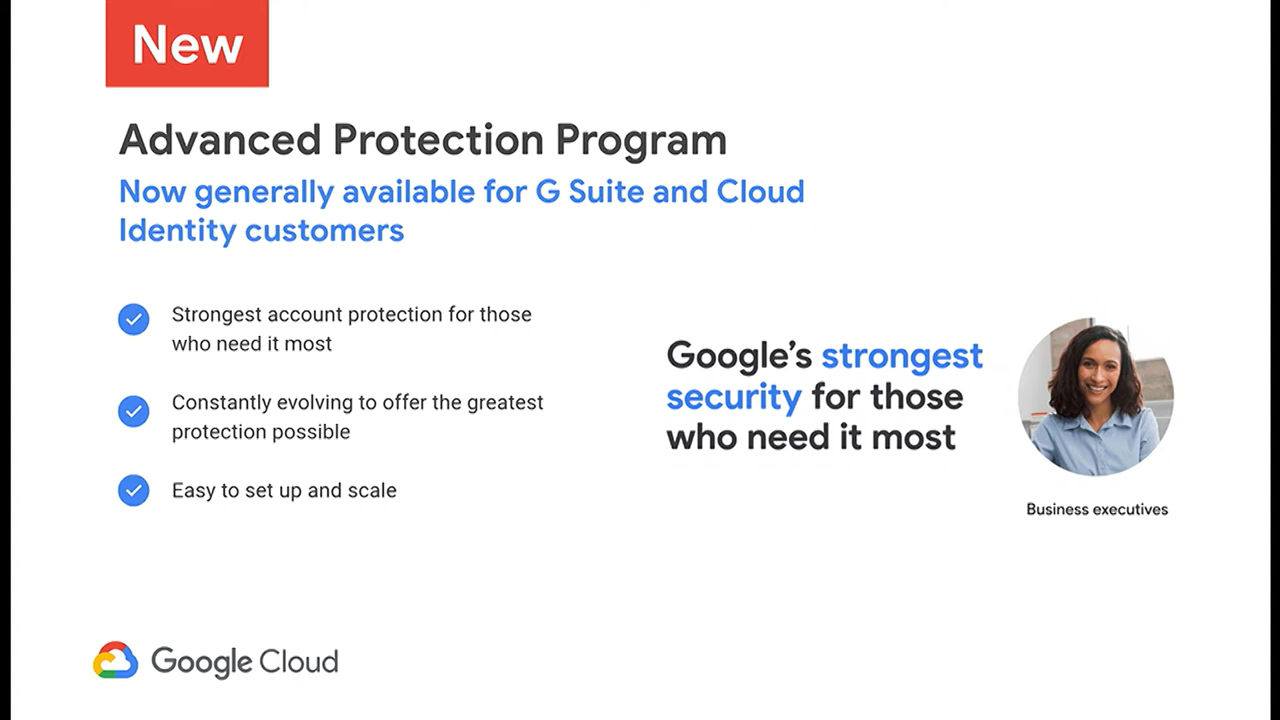 New
Advanced Protection Program
Now generally available for G Suite and Cloud
Identity customers
Strongest account protection for those
who need it most
Constantly evolving to offer the greatest
protection possible
Easy to set up and scale
Google’s strongest
security for those
who need it most
Business executives
Google Cloud